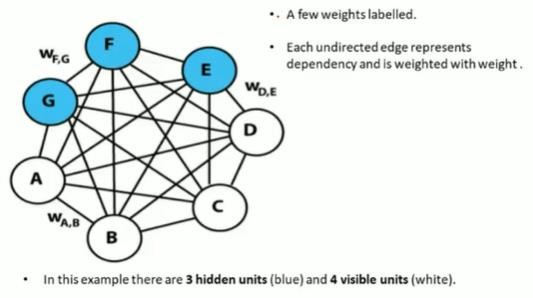 •. A few weights labelled.
• Each undirected edge represents
dependency and is weighted with weight .
F
W_F,G
E
W_D,E
G
D
A
C
W_A,B
B
• In this example there are 3 hidden units (blue) and 4 visible units (white).